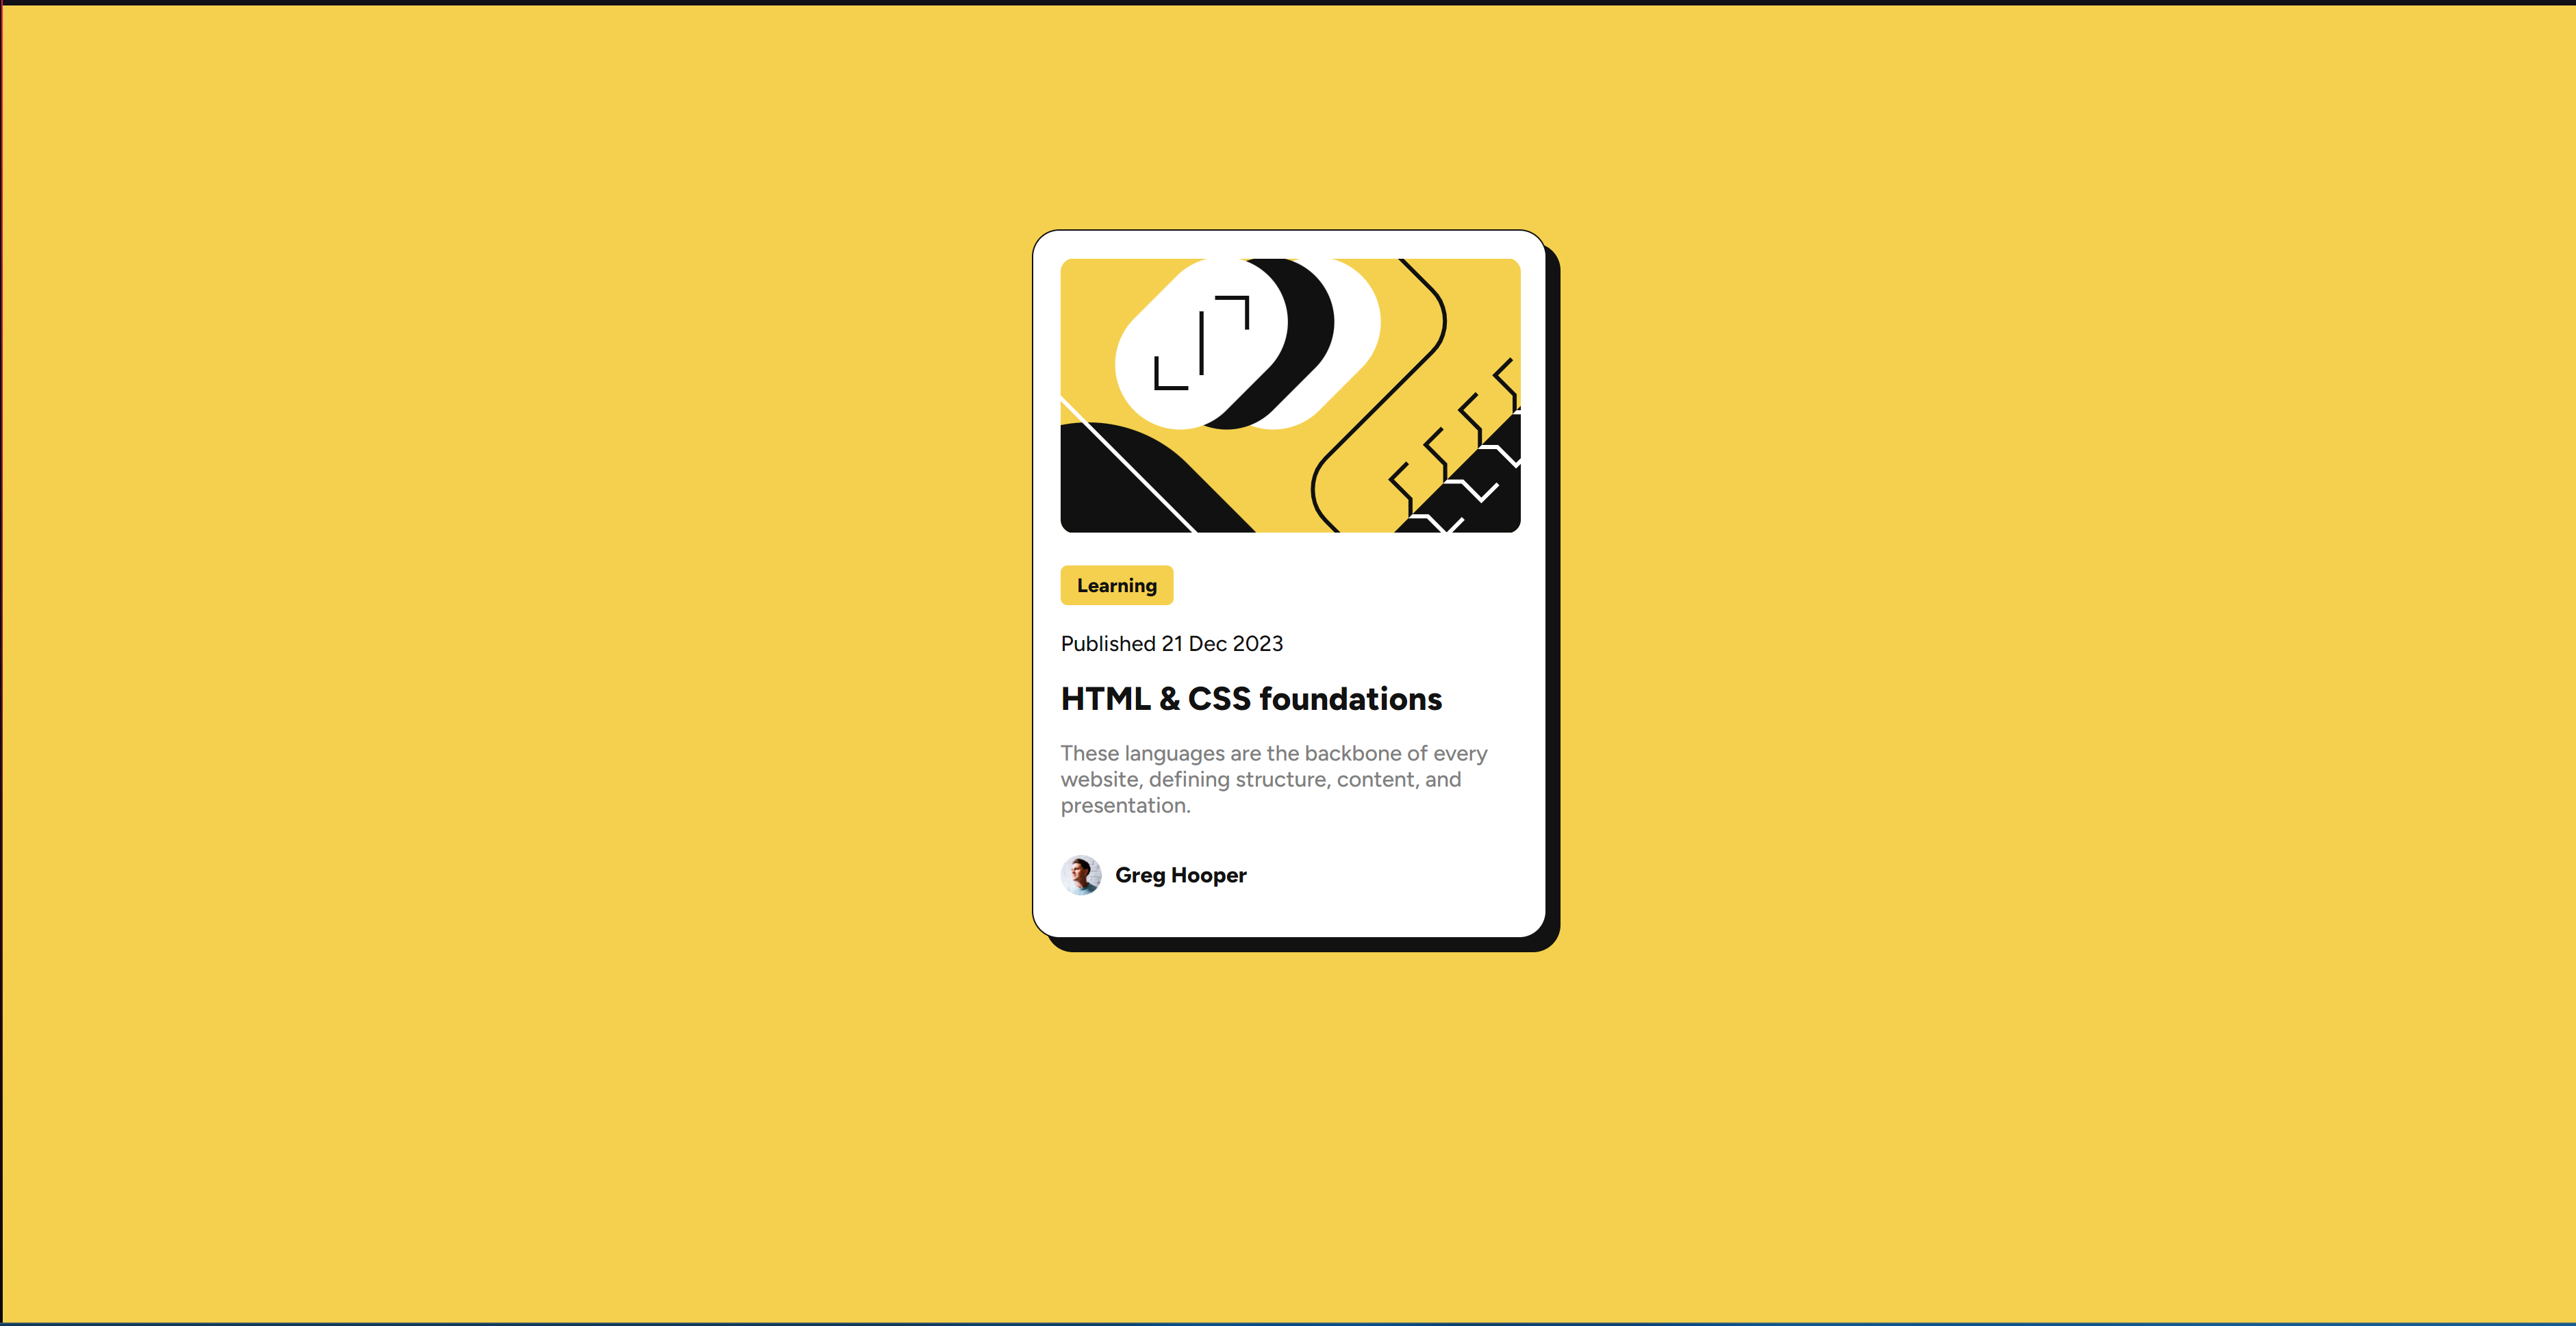 Learning
Published 21 Dec 2023
HTML & CSS foundations
These languages are the backbone of every
website, defining structure, content, and
presentation.
Greg Hooper